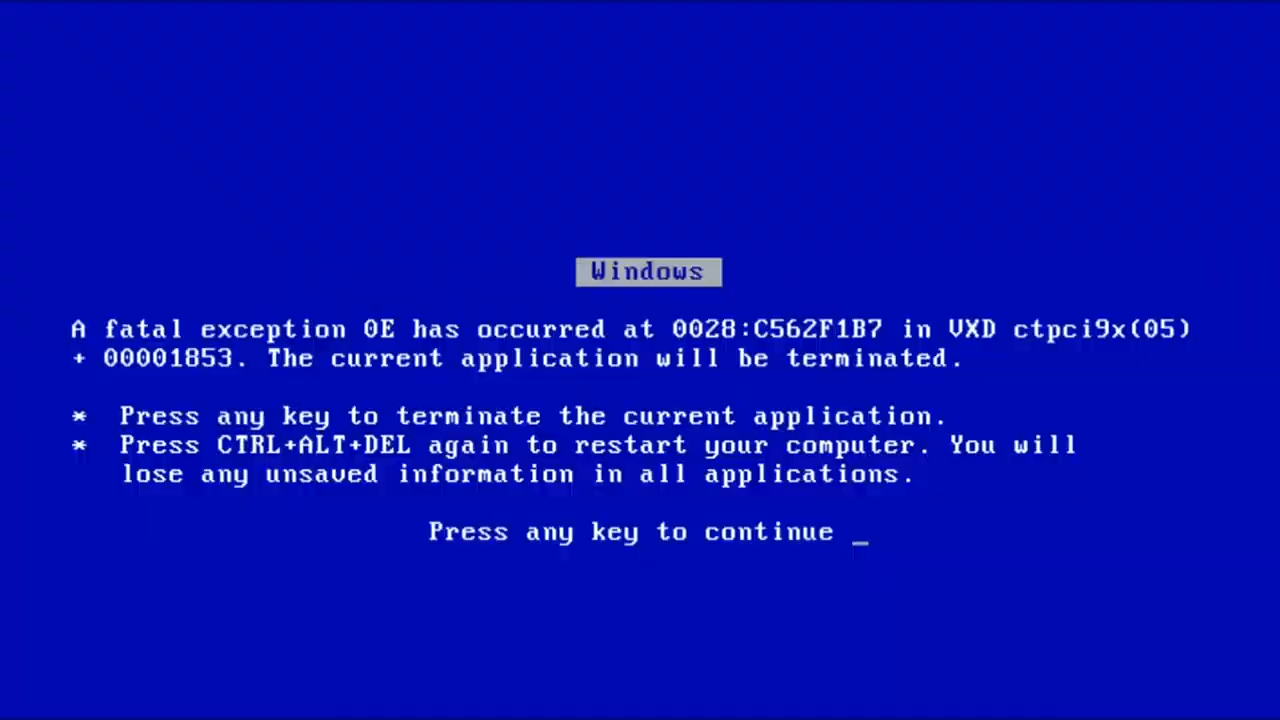 Windows
A fatal exception 0E has occurred at 0028:C562F1B7 in VXD ctpci9x(05)
+ 00001853. The current application will be terminated.
* Press any key to terminate the current application.
* Press CTRL+ALT+DEL again to restart your computer. You will
lose any unsaved information in all applications.
Press any key to continue _